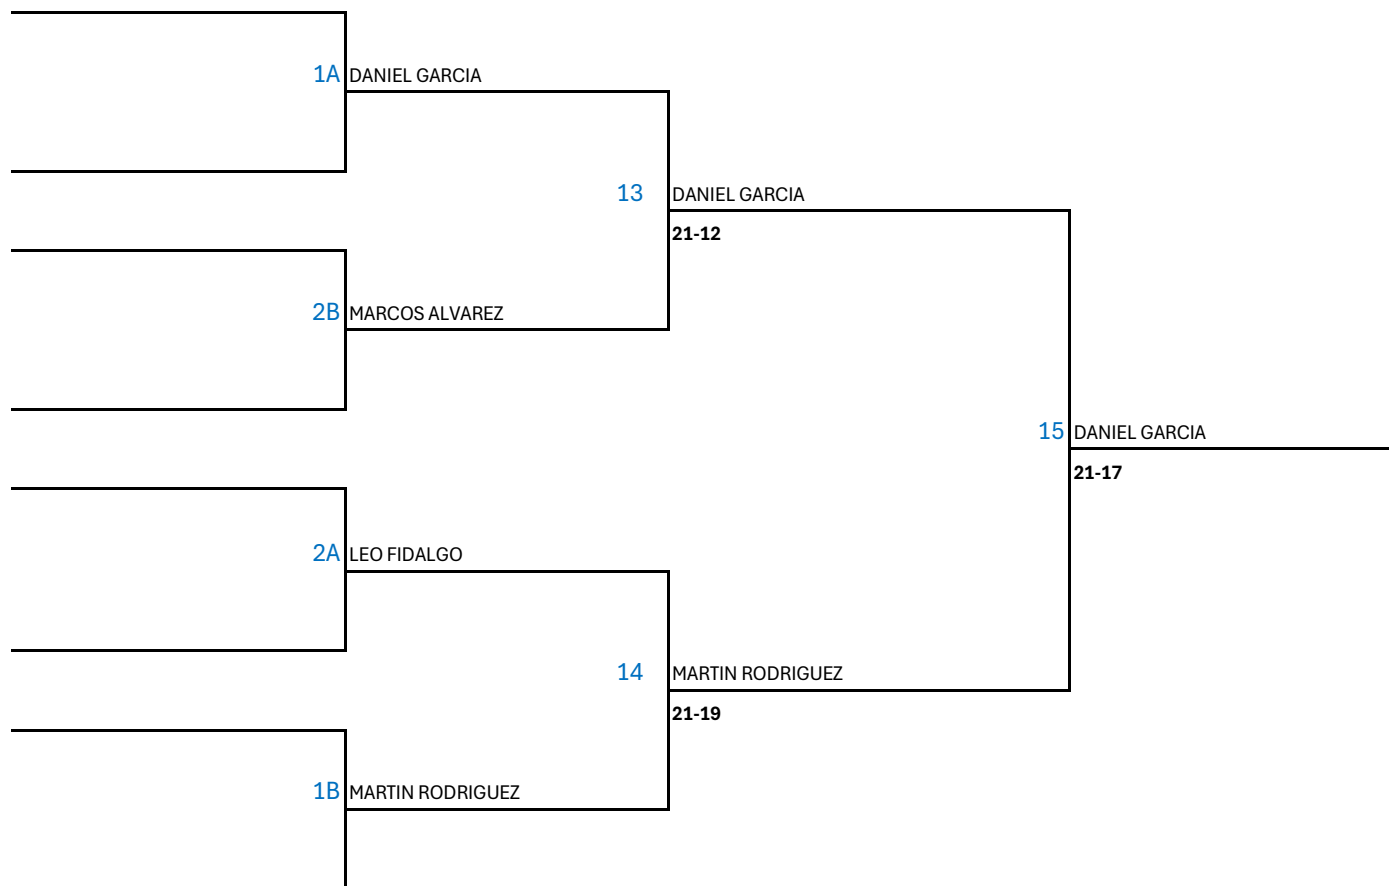 1A DANIEL GARCIA
13 DANIEL GARCIA
21-12
2B MARCOS ALVAREZ
15 DANIEL GARCIA
21-17
2A LEO FIDALGO
14 MARTIN RODRIGUEZ
21-19
1B MARTIN RODRIGUEZ